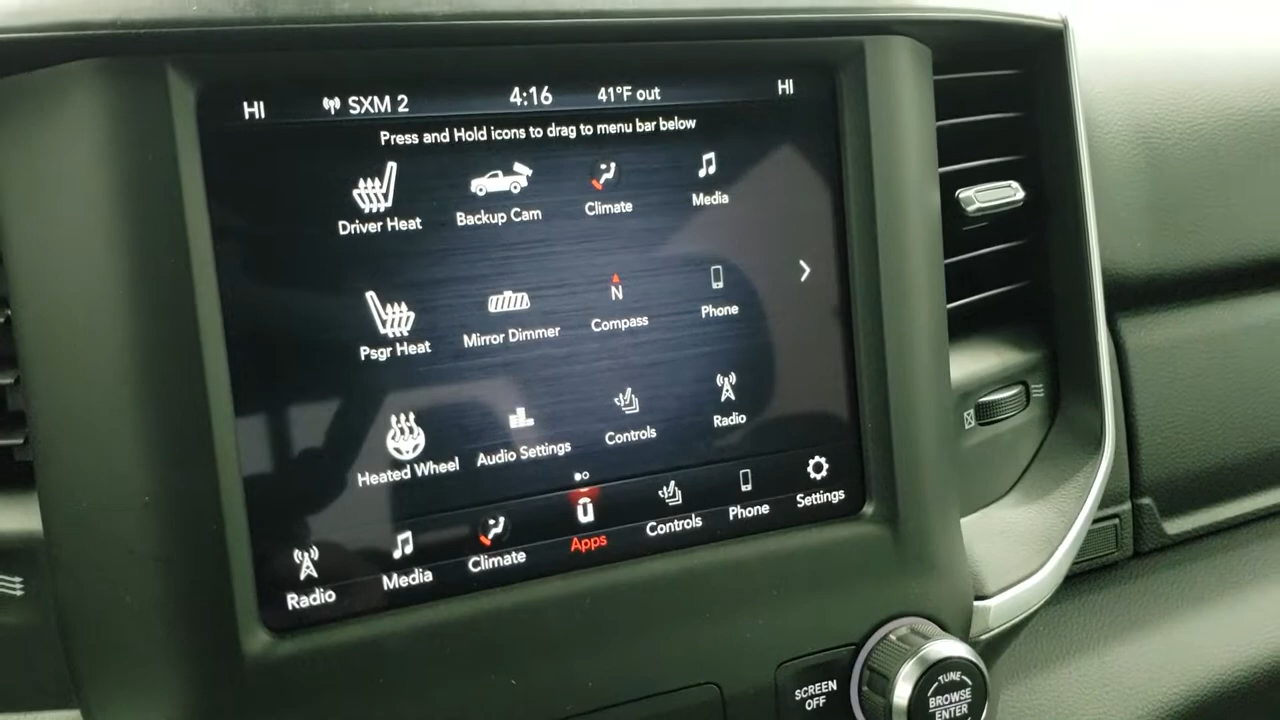 HI SXM 2 4:16 41°F out HI
Press and Hold icons to drag to menu bar below
Driver Heat Backup Cam Climate Media
N
Psgr Heat Mirror Dimmer Compass Phone
Heated Wheel Audio Settings Controls Radio
Radio Media Climate Apps Controls Phone Settings
SCREEN
OFF
TUNE
BROWSE
ENTER